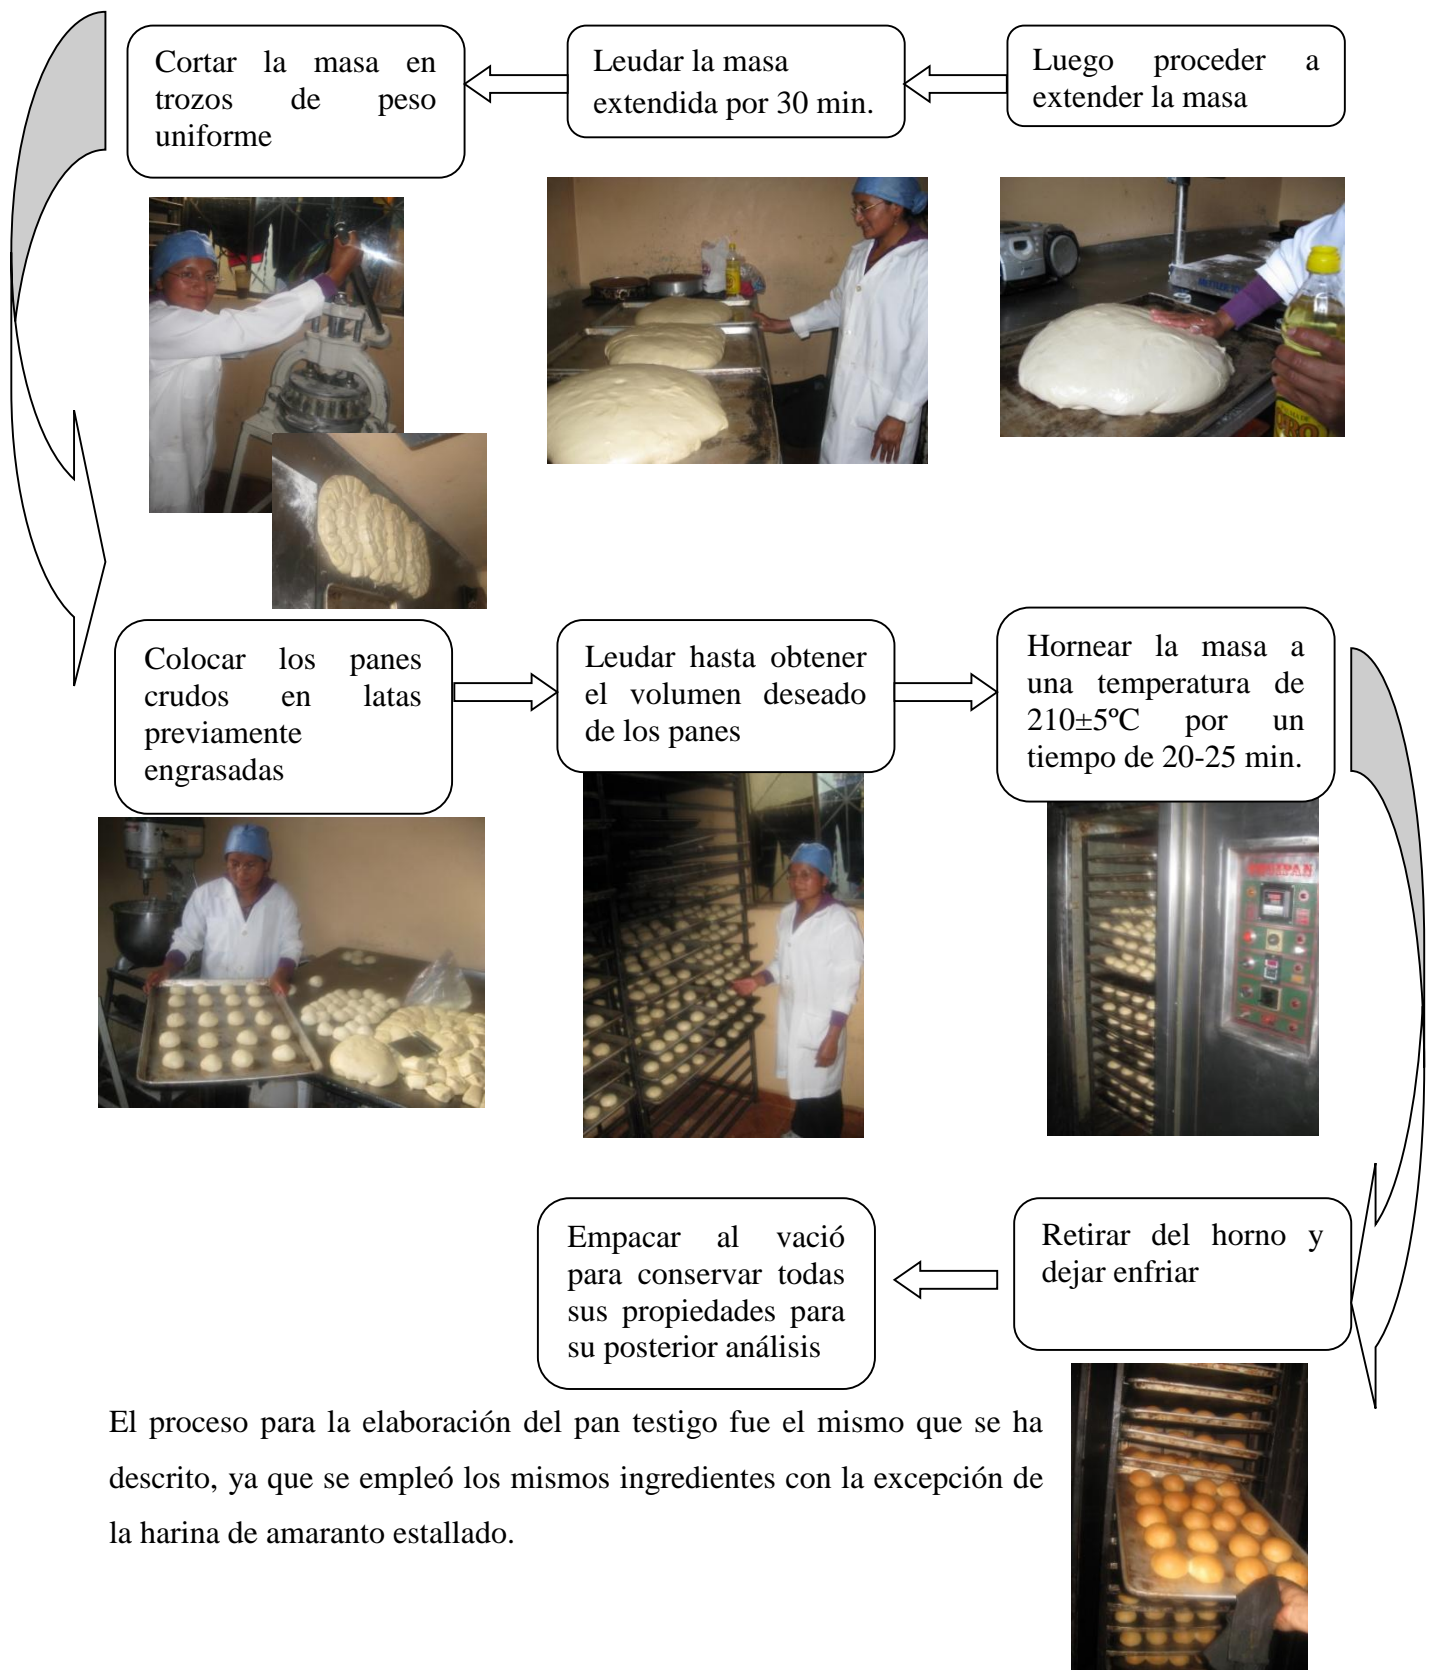 Luego proceder a
extender la masa
Leudar la masa
extendida por 30 min.
Cortar la masa en
trozos de peso
uniforme
Colocar los panes
crudos en latas
previamente
engrasadas
Leudar hasta obtener
el volumen deseado
de los panes
Hornear la masa a
una temperatura de
210±5ºC por un
tiempo de 20-25 min.
Retirar del horno y
dejar enfriar
Empacar al vació
para conservar todas
sus propiedades para
su posterior análisis
El proceso para la elaboración del pan testigo fue el mismo que se ha
descrito, ya que se empleó los mismos ingredientes con la excepción de
la harina de amaranto estallado.